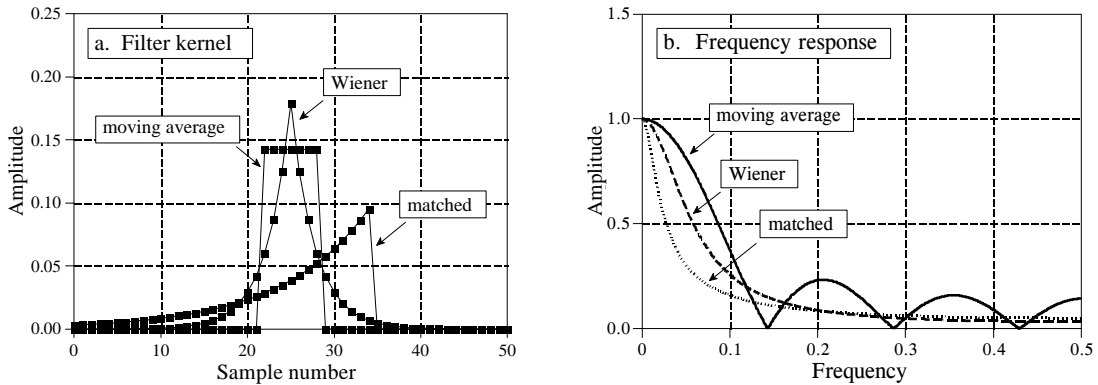 a. Filter kernel
Wiener
moving average
matched
Amplitude
0.25
0.20
0.15
0.10
0.05
0.00
0
10
20
30
40
50
Sample number
b. Frequency response
moving average
Wiener
matched
Amplitude
1.5
1.0
0.5
0.0
0
0.1
0.2
0.3
0.4
0.5
Frequency